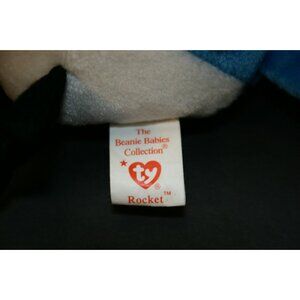 The
Beanie Babies
Collection®
ty
Rocket™